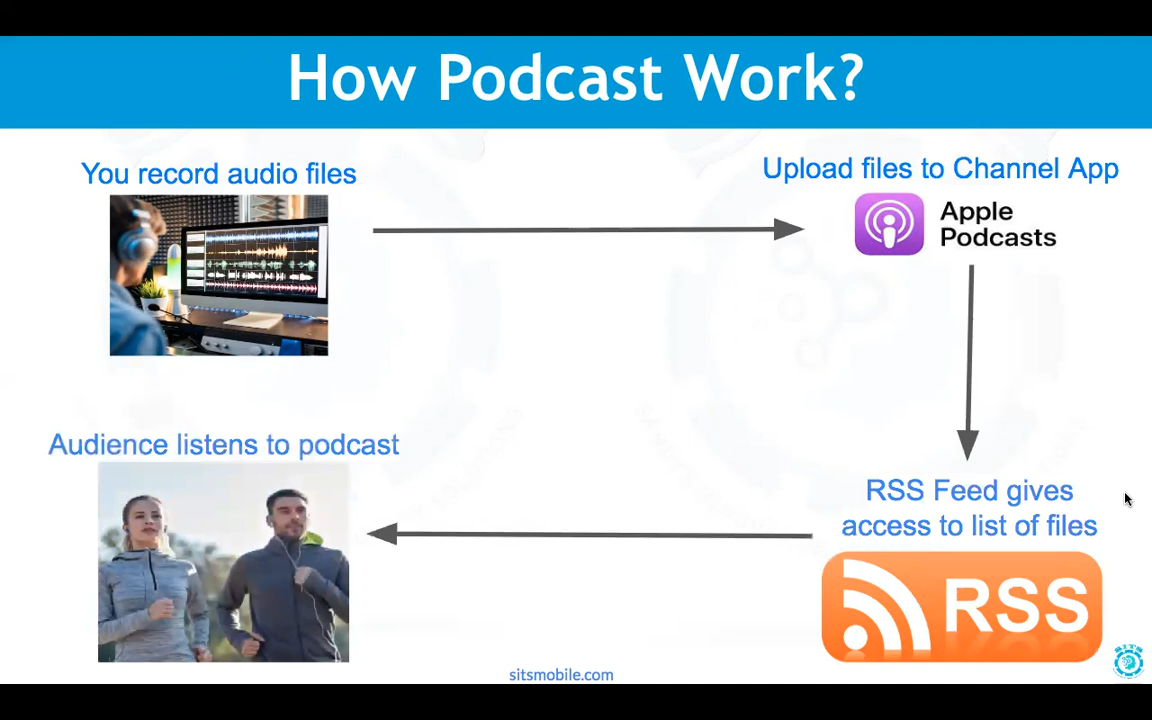 How Podcast Work?
You record audio files
Upload files to Channel App
Apple
Podcasts
Audience listens to podcast
RSS Feed gives
access to list of files
RSS
sitsmobile.com
SITS